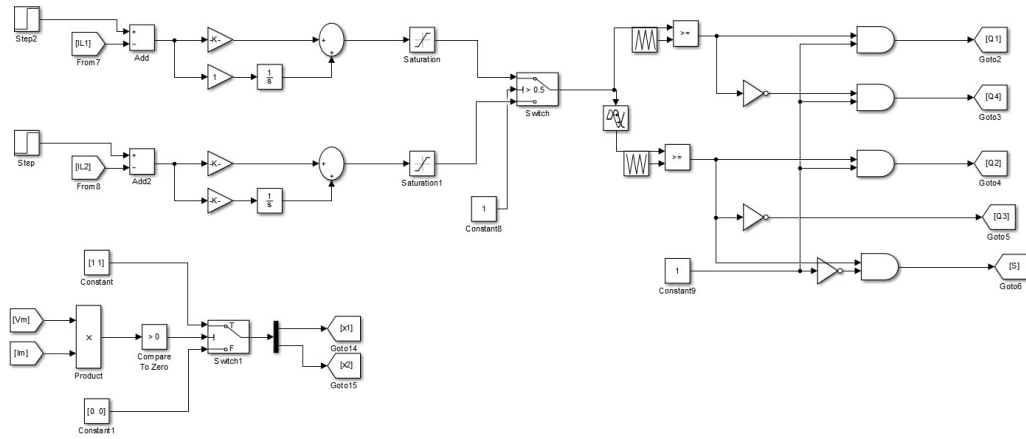 Step2
[IL1]
From7
+
−
Add
-K-
1
1
s
+
+
Saturation
Step
[IL2]
From8
+
−
Add2
-K-
-K-
1
s
+
+
Saturation1
> 0.5
Switch
1
Constant8
>=
>=
[Q1]
Goto2
[Q4]
Goto3
[Q2]
Goto4
[Q3]
Goto5
[S]
Goto6
1
Constant9
[1 1]
Constant
[Vm]
[Im]
×
Product
> 0
Compare
To Zero
T
F
Switch1
[0 0]
Constant1
[x1]
Goto14
[x2]
Goto15